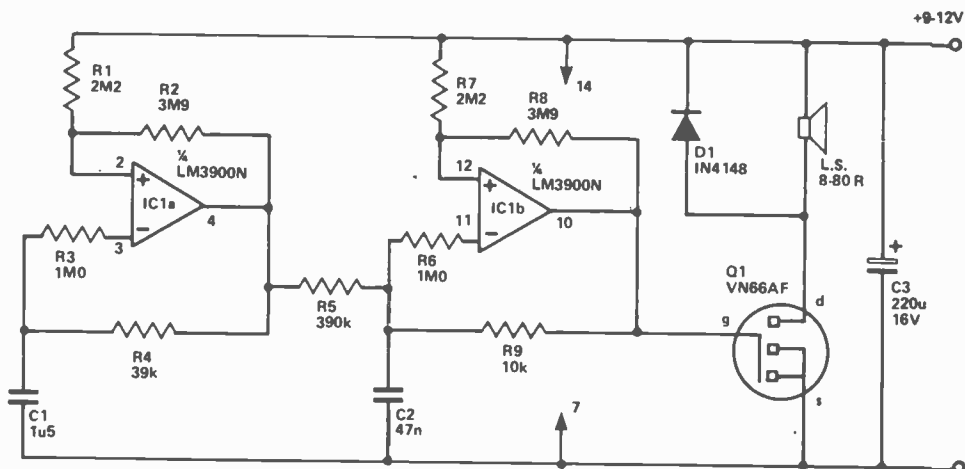 +9-12V
R1
2M2
R2
3M9
R7
2M2
R8
3M9
14
D1
IN4148
L.S.
8-80 R
2
¼
LM3900N
IC1a
+
−
4
3
R3
1M0
12
¼
LM3900N
IC1b
+
−
10
11
R6
1M0
R5
390k
R4
39k
R9
10k
Q1
VN66AF
g
d
s
+
C3
220u
16V
C1
1u5
C2
47n
7